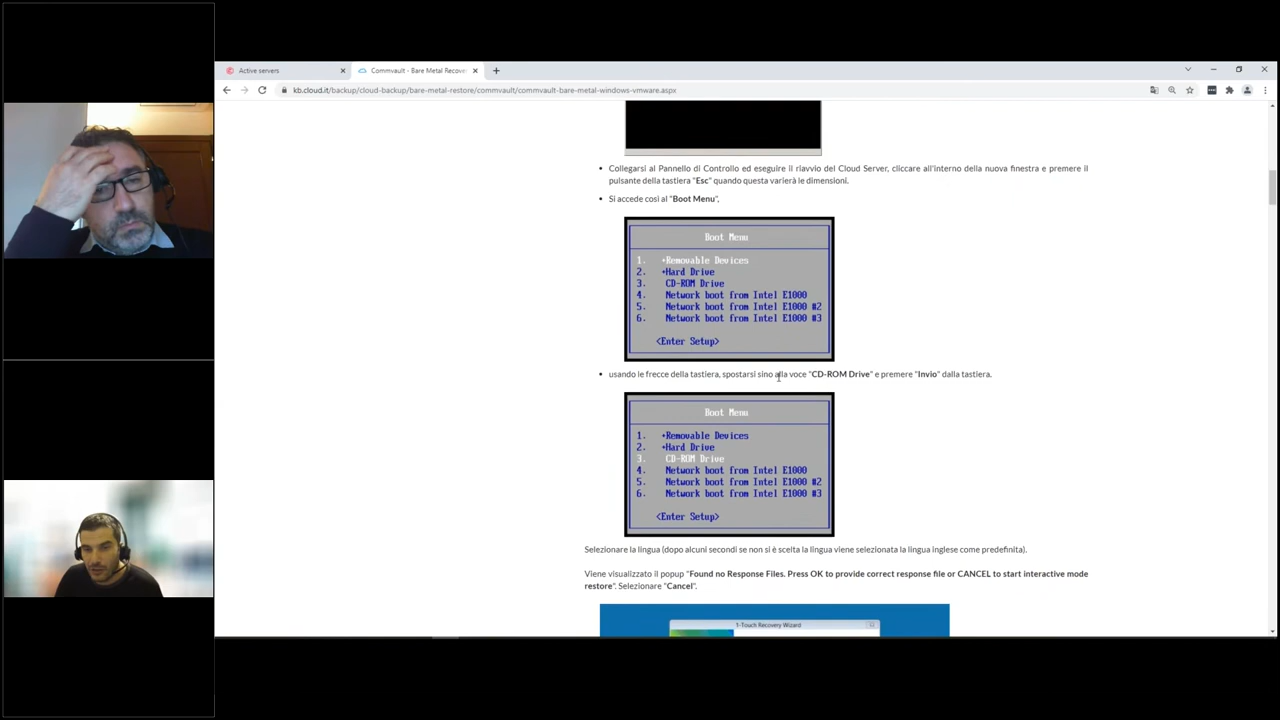 Active servers
Commvault - Bare Metal Recover
kb.cloud.it/backup/cloud-backup/bare-metal-restore/commvault/commvault-bare-metal-windows-vmware.aspx
• Collegarsi al Pannello di Controllo ed eseguire il riavvio del Cloud Server, cliccare all'interno della nuova finestra e premere il
pulsante della tastiera "Esc" quando questa varierà le dimensioni.
• Si accede così al "Boot Menu",
Boot Menu
1. +Removable Devices
2. +Hard Drive
3. CD-ROM Drive
4. Network boot from Intel E1000
5. Network boot from Intel E1000 #2
6. Network boot from Intel E1000 #3
<Enter Setup>
• usando le frecce della tastiera, spostarsi sino alla voce "CD-ROM Drive" e premere "Invio" dalla tastiera.
Boot Menu
1. +Removable Devices
2. +Hard Drive
3. CD-ROM Drive
4. Network boot from Intel E1000
5. Network boot from Intel E1000 #2
6. Network boot from Intel E1000 #3
<Enter Setup>
Selezionare la lingua (dopo alcuni secondi se non si è scelta la lingua viene selezionata la lingua inglese come predefinita).
Viene visualizzato il popup "Found no Response Files. Press OK to provide correct response file or CANCEL to start interactive mode
restore". Selezionare "Cancel".
1-Touch Recovery Wizard